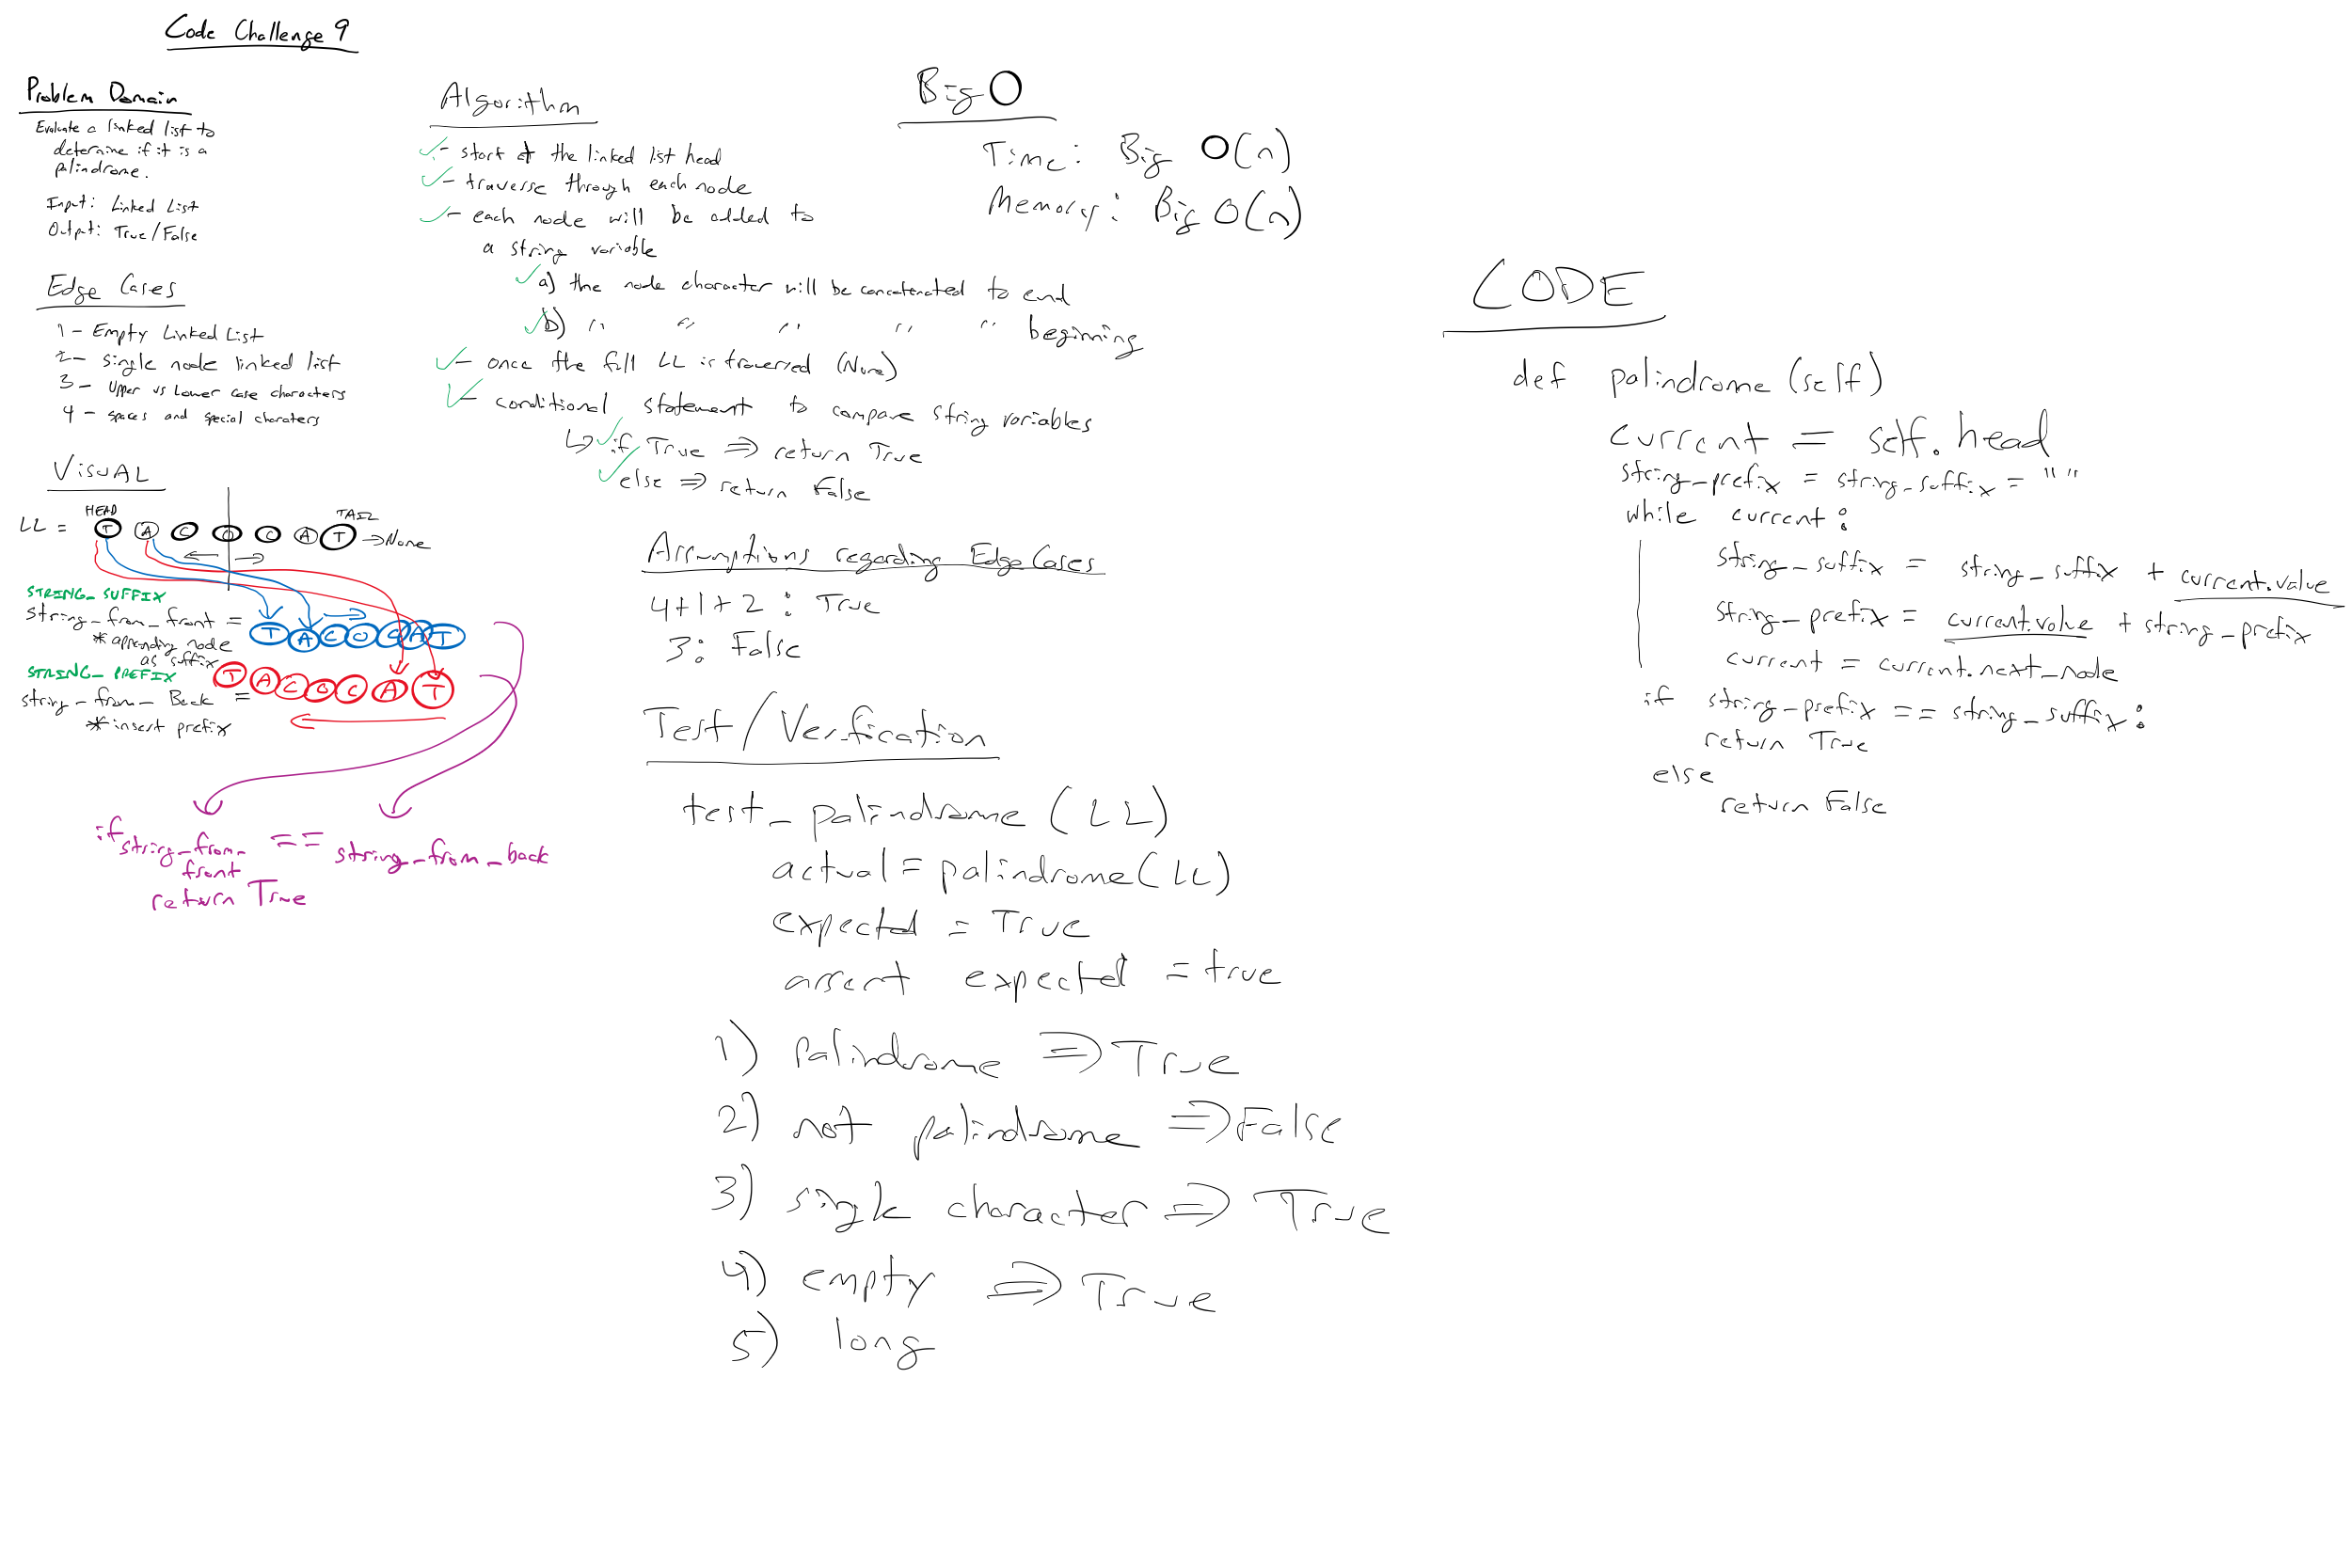 Code Challenge 9
Problem Domain
Evaluate a linked list to
determine if it is a
palindrome.
Input: Linked List
Output: True/False
Edge Cases
1 - Empty Linked List
2 - single node linked list
3 - Upper vs Lower case characters
4 - spaces and special charaters
VISUAL
HEAD
TAIL
LL = T A C O C A T → None
STRING_SUFFIX
string_from_front = T A C O C A T
* appending node
as suffix
STRING_PREFIX
string_from_Back = T A C O C A T
* insert prefix
if string_from_front == string_from_back
return True
Algorithm
- start at the linked list head
- traverse through each node
- each node will be added to
a string variable
a) the node character will be concatenated to end
b) " " " " " begining
- once the full LL is traversed (None)
- conditional statement to compare string variables
↳ if True ⇒ return True
else ⇒ return False
Assumptions regarding Edge Cases
4+1+2 : True
3: False
Test/Verification
test_palindrome (LL)
actual = palindrome(LL)
expected = True
assert expected = true
1) palindrome ⇒ True
2) not palindrome ⇒ False
3) single character ⇒ True
4) empty ⇒ True
5) long
Big O
Time: Big O(n)
Memory: Big O(n)
CODE
def palindrome (self)
current = self.head
string_prefix = string_suffix = " "
while current:
string_suffix = string_suffix + current.value
string_prefix = current.value + string_prefix
current = current.next_node
if string_prefix == string_suffix:
return True
else
return False